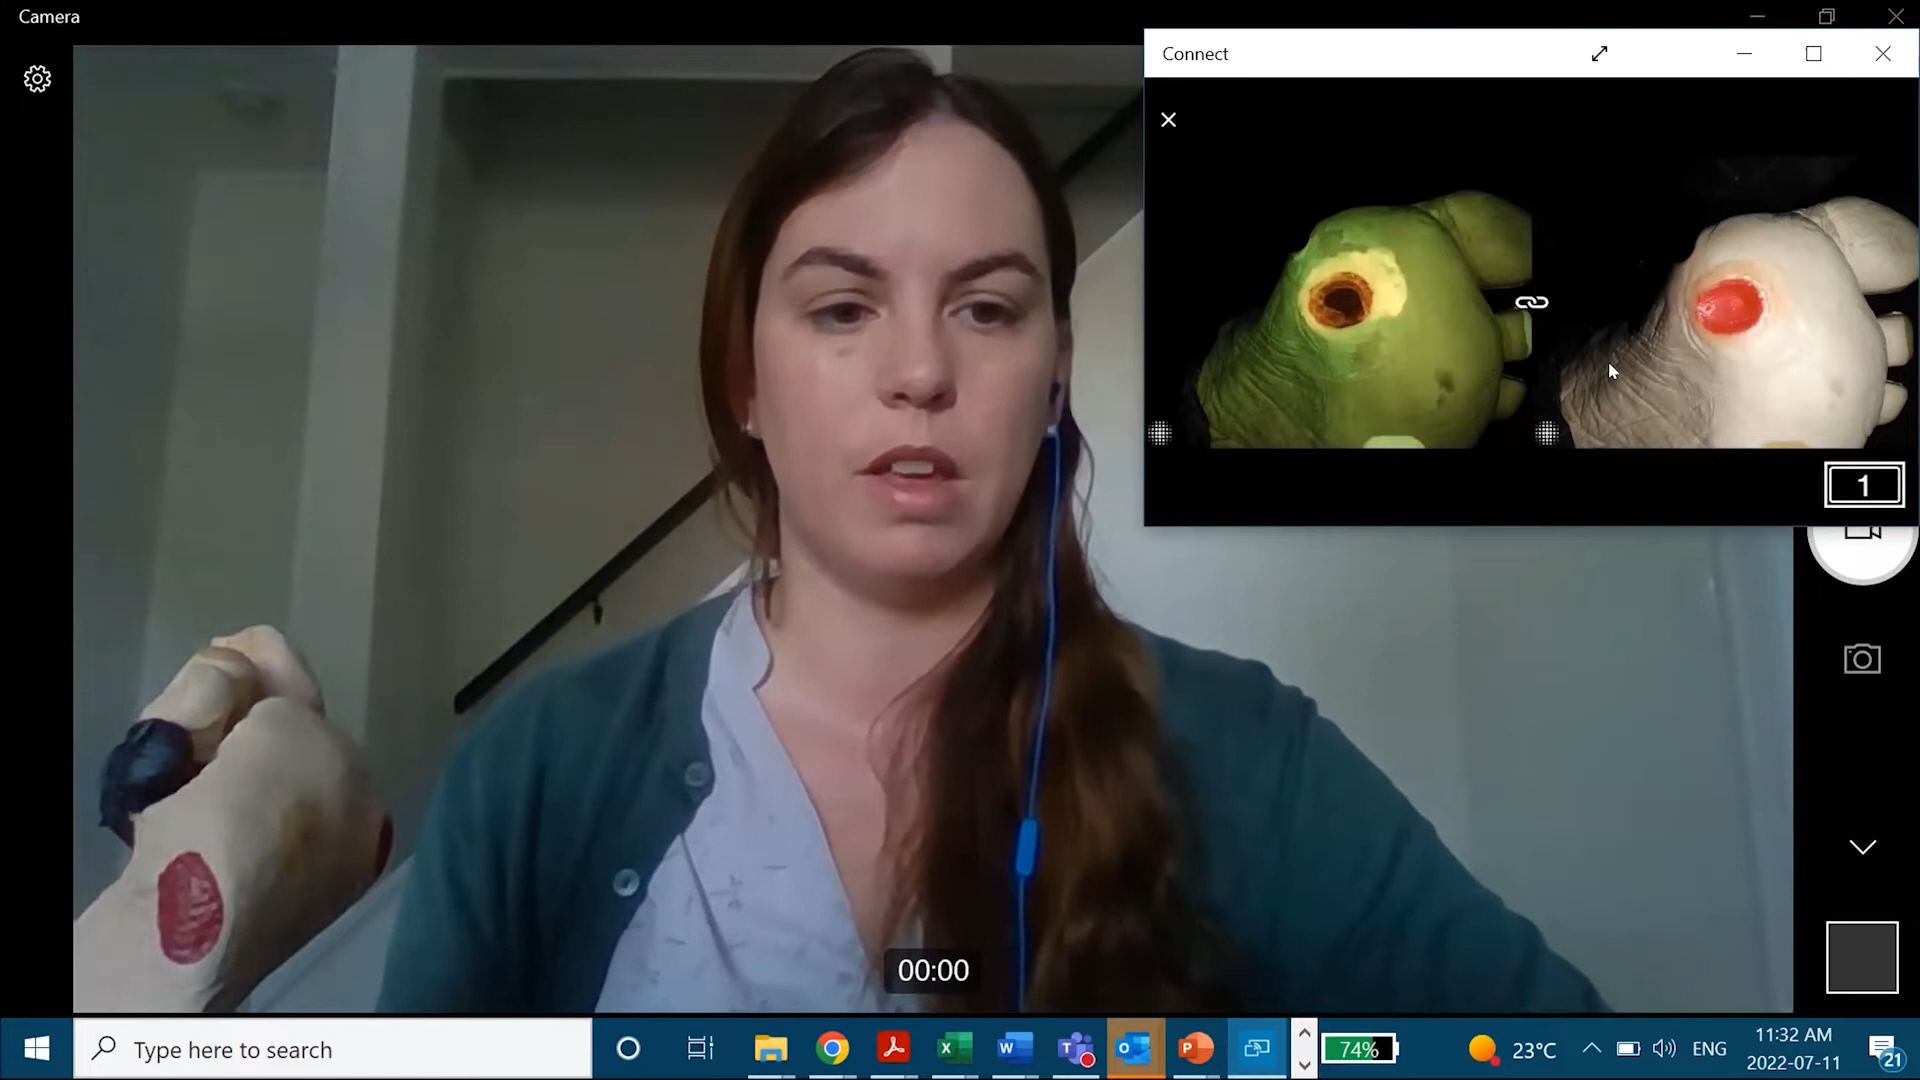 Camera
Connect
1
00:00
Type here to search
74%
23°C
ENG
11:32 AM
2022-07-11
21